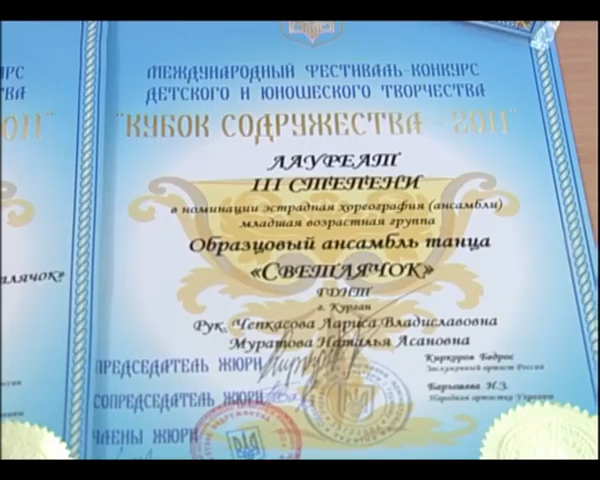 МЕЖДУНАРОДНЫЙ ФЕСТИВАЛЬ-КОНКУРС
ДЕТСКОГО И ЮНОШЕСКОГО ТВОРЧЕСТВА
"КУБОК СОДРУЖЕСТВА - 2011"
ЛАУРЕАТ
III СТЕПЕНИ
в номинации эстрадная хореография (ансамбли)
младшая возрастная группа
Образцовый ансамбль танца
«СВЕТЛЯЧОК»
ГДНТ
г. Курган
Рук. Чепкасова Лариса Владиславовна
Муратова Наталья Асановна
ПРЕДСЕДАТЕЛЬ ЖЮРИ
Киркоров Бедрос
Заслуженный артист России
СОПРЕДСЕДАТЕЛЬ ЖЮРИ
Барышева Н.З.
Народная артистка Украины
ЧЛЕНЫ ЖЮРИ